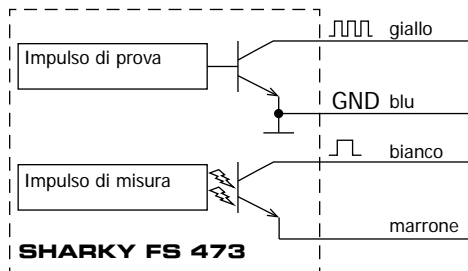 giallo
Impulso di prova
GND blu
bianco
Impulso di misura
marrone
SHARKY FS 473